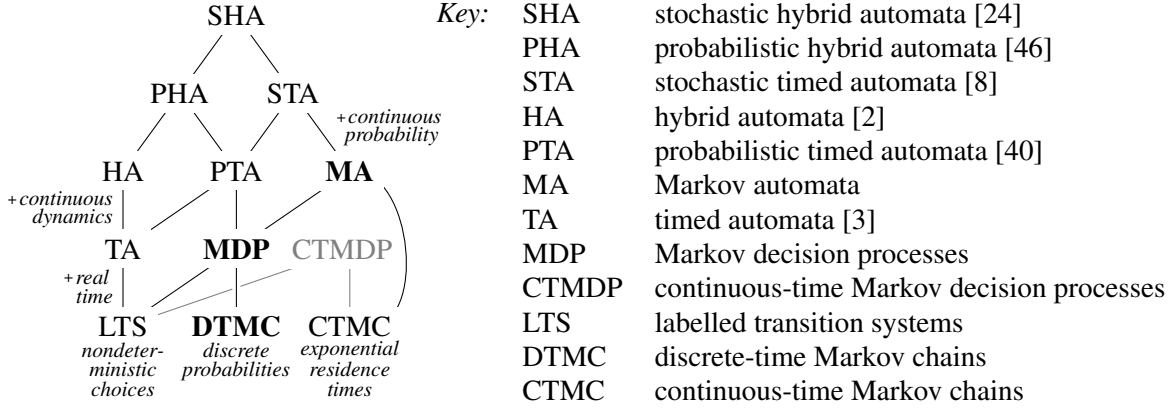 SHA
PHA STA
+continuous
probability
HA PTA MA
+continuous
dynamics
TA MDP CTMDP
+real
time
LTS DTMC CTMC
nondeter- discrete exponential
ministic probabilities residence
choices times
Key: SHA stochastic hybrid automata [24]
PHA probabilistic hybrid automata [46]
STA stochastic timed automata [8]
HA hybrid automata [2]
PTA probabilistic timed automata [40]
MA Markov automata
TA timed automata [3]
MDP Markov decision processes
CTMDP continuous-time Markov decision processes
LTS labelled transition systems
DTMC discrete-time Markov chains
CTMC continuous-time Markov chains